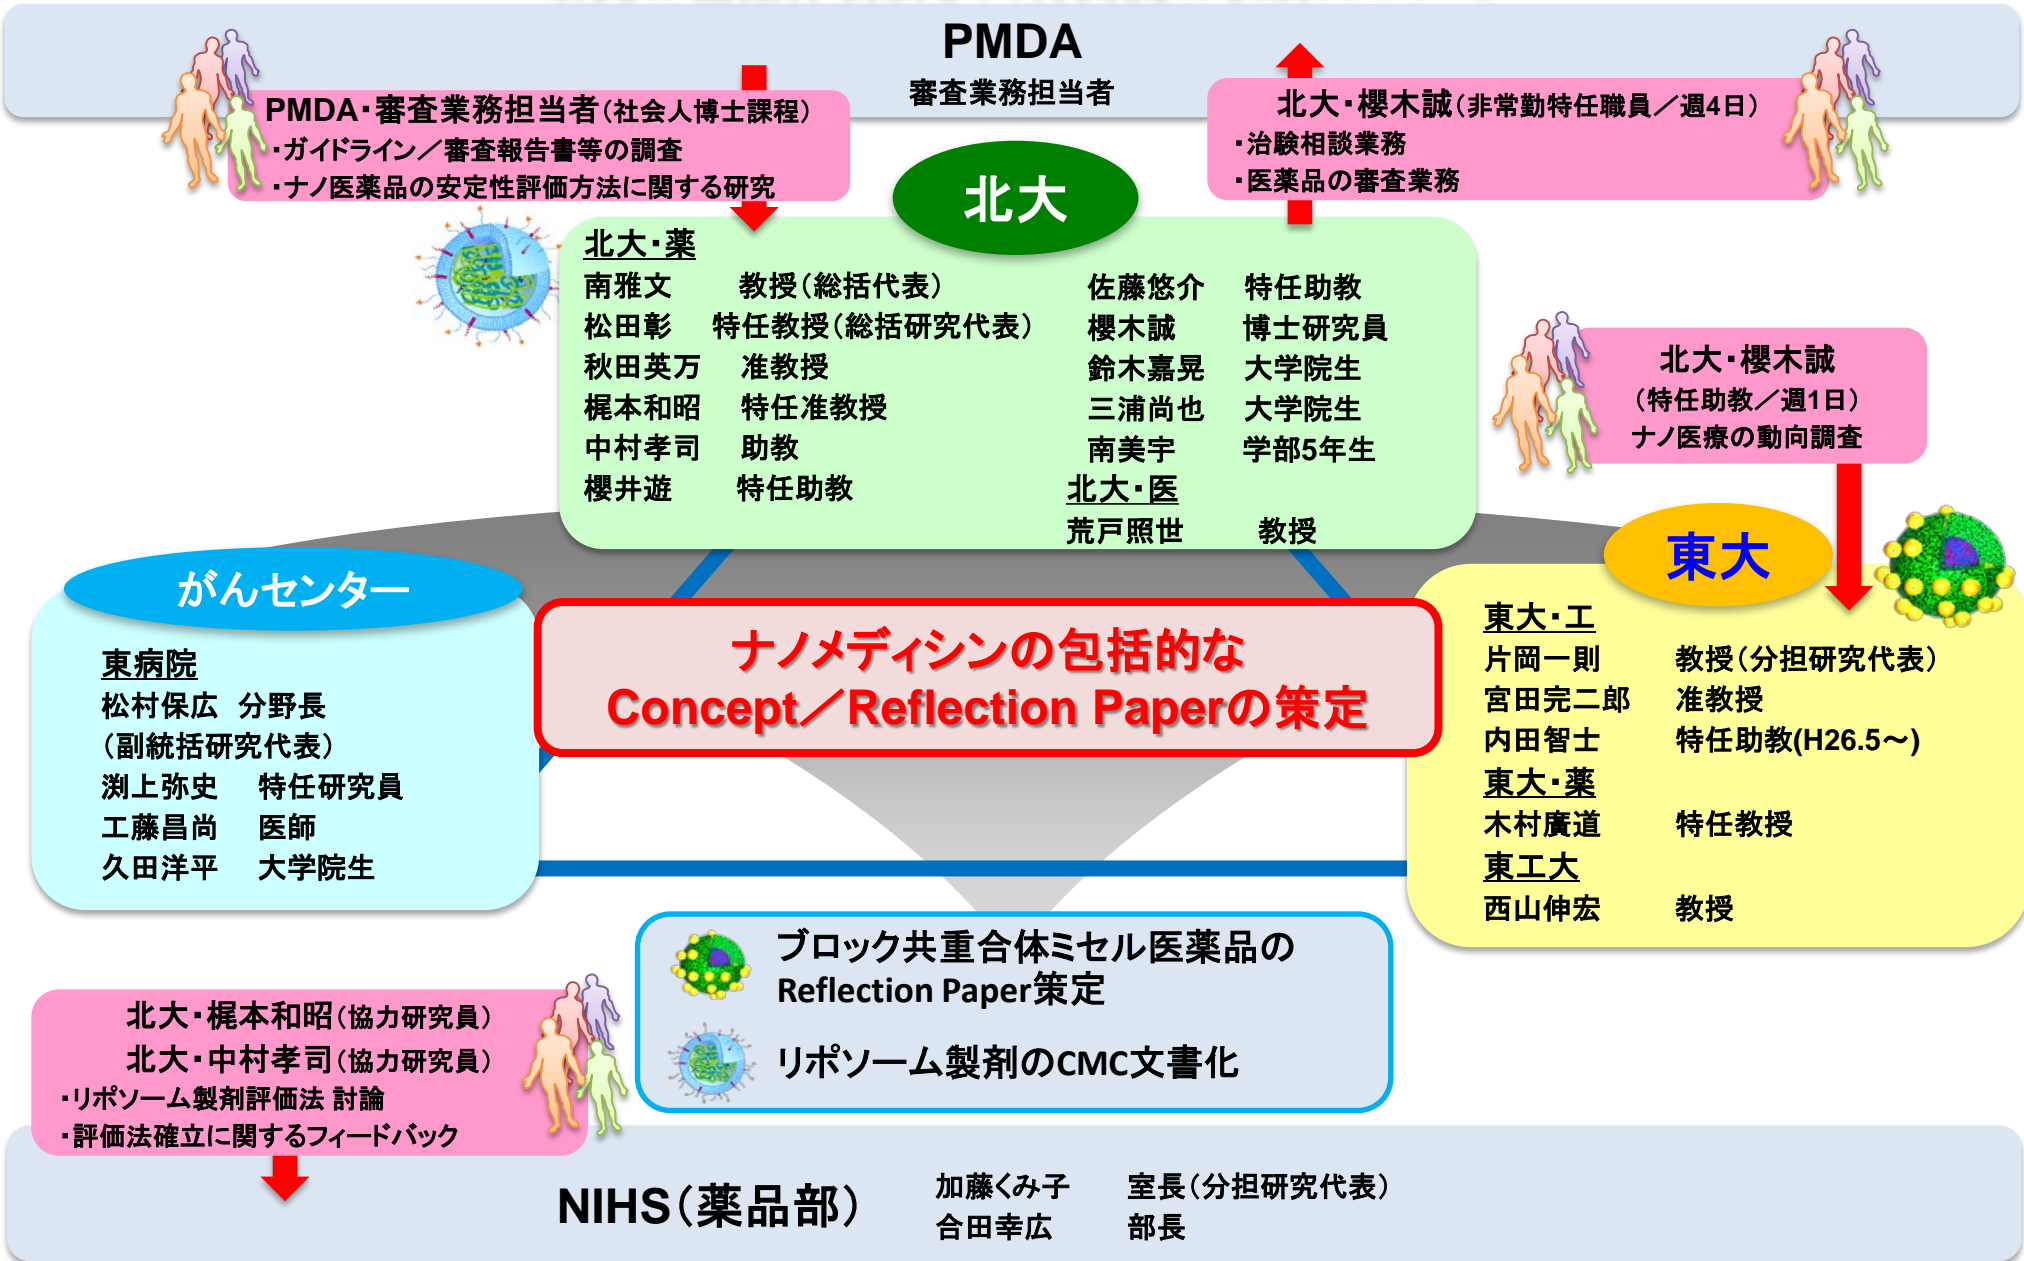 PMDA
審査業務担当者
PMDA・審査業務担当者（社会人博士課程）
・ガイドライン／審査報告書等の調査
・ナノ医薬品の安定性評価方法に関する研究
北大・櫻木誠（非常勤特任職員／週4日）
・治験相談業務
・医薬品の審査業務
北大
北大・薬
南雅文 教授（総括代表）
松田彰 特任教授（総括研究代表）
秋田英万 准教授
梶本和昭 特任准教授
中村孝司 助教
櫻井遊 特任助教
佐藤悠介 特任助教
櫻木誠 博士研究員
鈴木嘉晃 大学院生
三浦尚也 大学院生
南美宇 学部5年生
北大・医
荒戸照世 教授
北大・櫻木誠
（特任助教／週1日）
ナノ医療の動向調査
がんセンター
東病院
松村保広 分野長
（副統括研究代表）
渕上弥史 特任研究員
工藤昌尚 医師
久田洋平 大学院生
ナノメディシンの包括的な
Concept／Reflection Paperの策定
東大
東大・工
片岡一則 教授（分担研究代表）
宮田完二郎 准教授
内田智士 特任助教(H26.5～)
東大・薬
木村廣道 特任教授
東工大
西山伸宏 教授
ブロック共重合体ミセル医薬品の
Reflection Paper策定
リポソーム製剤のCMC文書化
北大・梶本和昭（協力研究員）
北大・中村孝司（協力研究員）
・リポソーム製剤評価法 討論
・評価法確立に関するフィードバック
NIHS（薬品部）
加藤くみ子 室長（分担研究代表）
合田幸広 部長